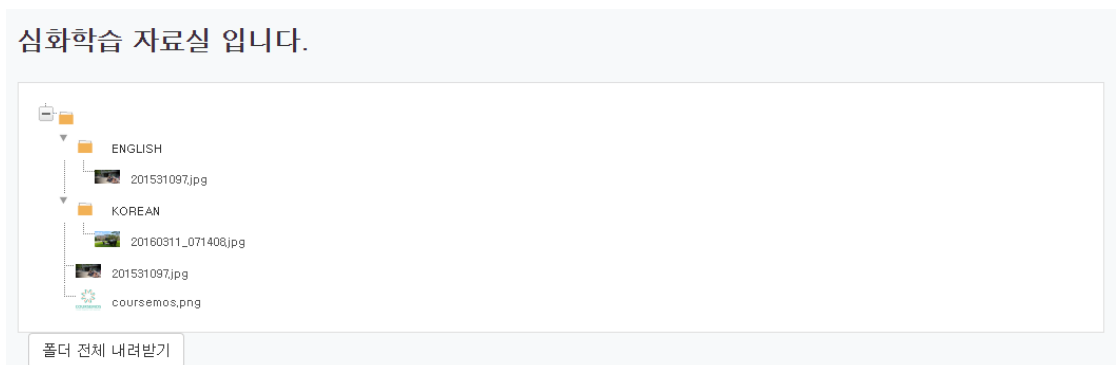 심화학습 자료실 입니다.
ENGLISH
201531097.jpg
KOREAN
20160311_071408.jpg
201531097.jpg
coursemos.png
폴더 전체 내려받기